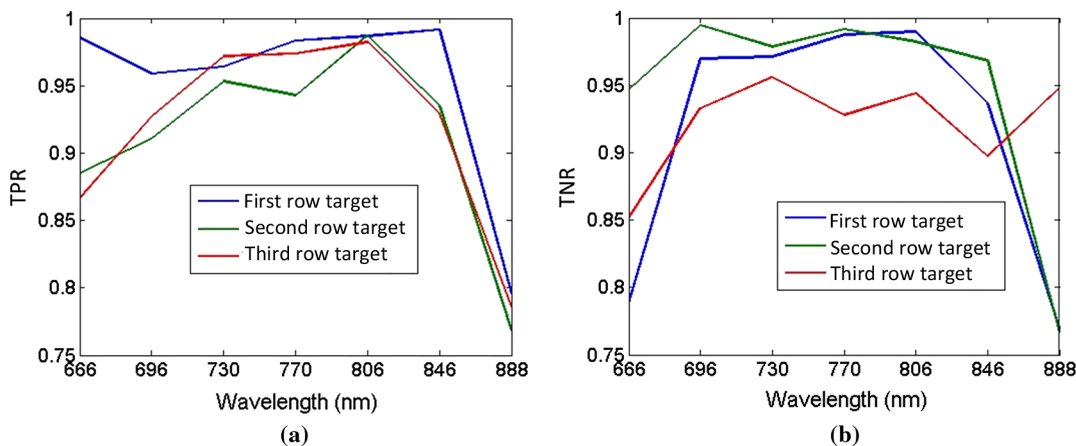 1
0.95
0.9
0.85
0.8
0.75
TPR
First row target
Second row target
Third row target
666 696 730 770 806 846 888
Wavelength (nm)
(a)
1
0.95
0.9
0.85
0.8
0.75
TNR
First row target
Second row target
Third row target
666 696 730 770 806 846 888
Wavelength (nm)
(b)